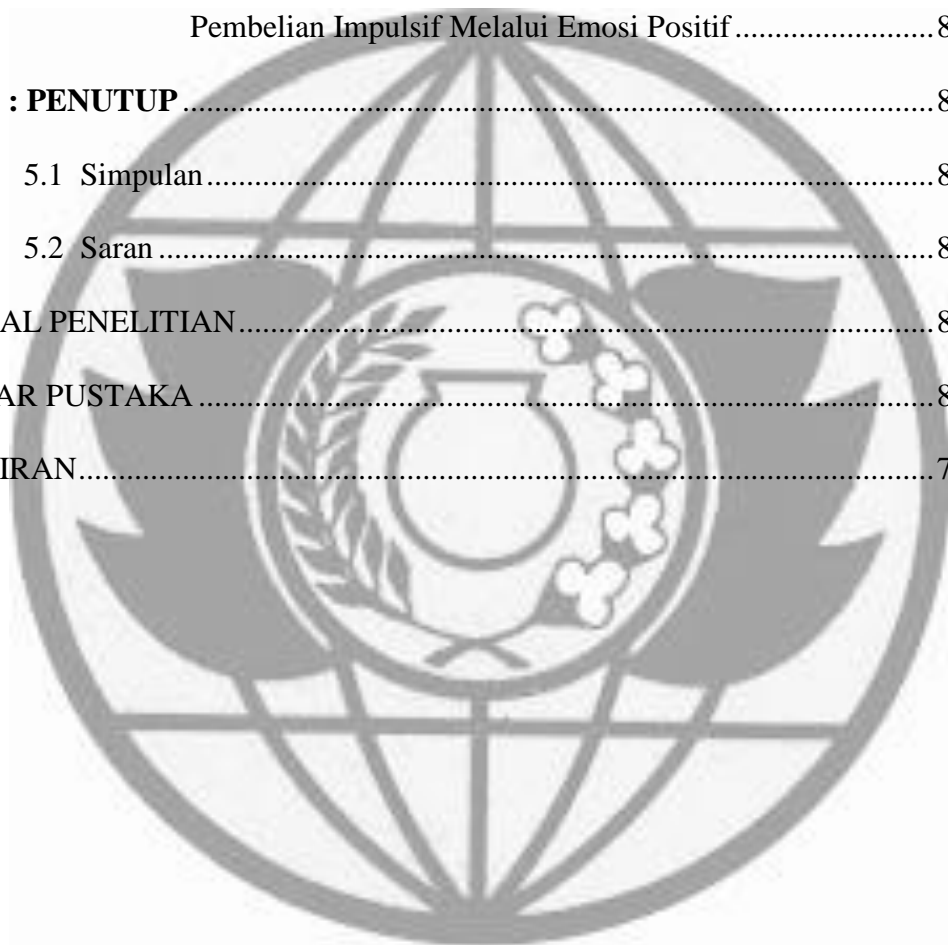 Pembelian Impulsif Melalui Emosi Positif ......................... 8
: PENUTUP ............................................................................................... 8
5.1 Simpulan ............................................................................................. 8
5.2 Saran ................................................................................................... 8
AL PENELITIAN ........................................................................................ 8
AR PUSTAKA ............................................................................................. 8
IRAN ............................................................................................................ 7